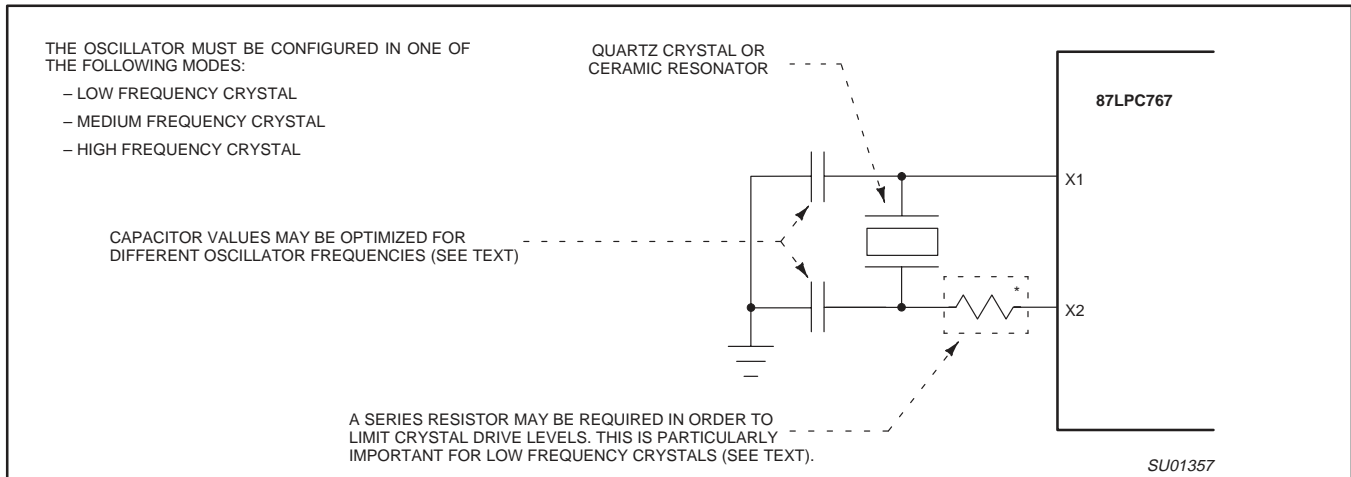 THE OSCILLATOR MUST BE CONFIGURED IN ONE OF
THE FOLLOWING MODES:
– LOW FREQUENCY CRYSTAL
– MEDIUM FREQUENCY CRYSTAL
– HIGH FREQUENCY CRYSTAL
QUARTZ CRYSTAL OR
CERAMIC RESONATOR
87LPC767
X1
CAPACITOR VALUES MAY BE OPTIMIZED FOR
DIFFERENT OSCILLATOR FREQUENCIES (SEE TEXT)
*
X2
A SERIES RESISTOR MAY BE REQUIRED IN ORDER TO
LIMIT CRYSTAL DRIVE LEVELS. THIS IS PARTICULARLY
IMPORTANT FOR LOW FREQUENCY CRYSTALS (SEE TEXT).
SU01357